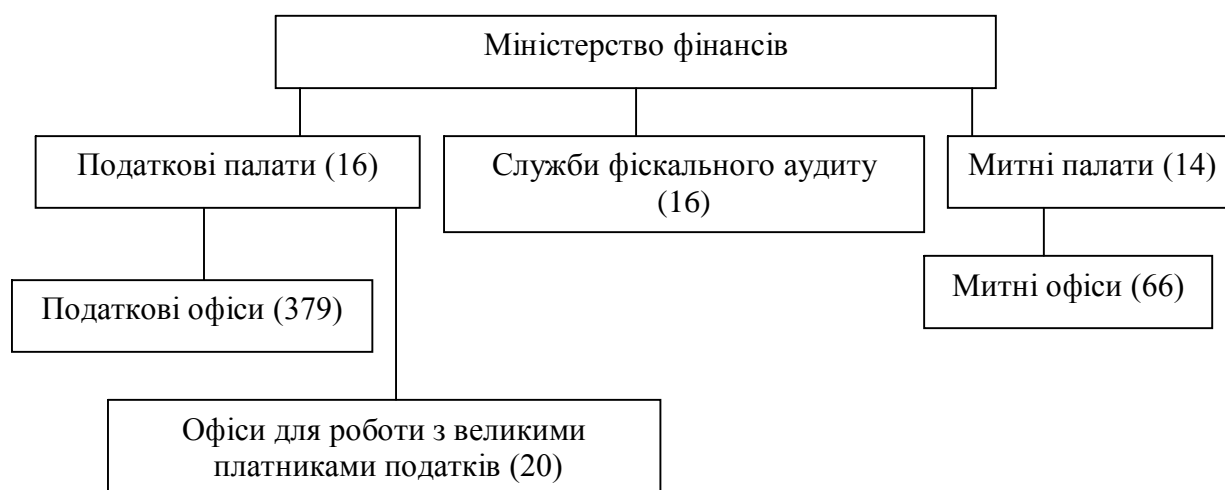 Міністерство фінансів
Податкові палати (16)
Служби фіскального аудиту
(16)
Митні палати (14)
Податкові офіси (379)
Митні офіси (66)
Офіси для роботи з великими
платниками податків (20)